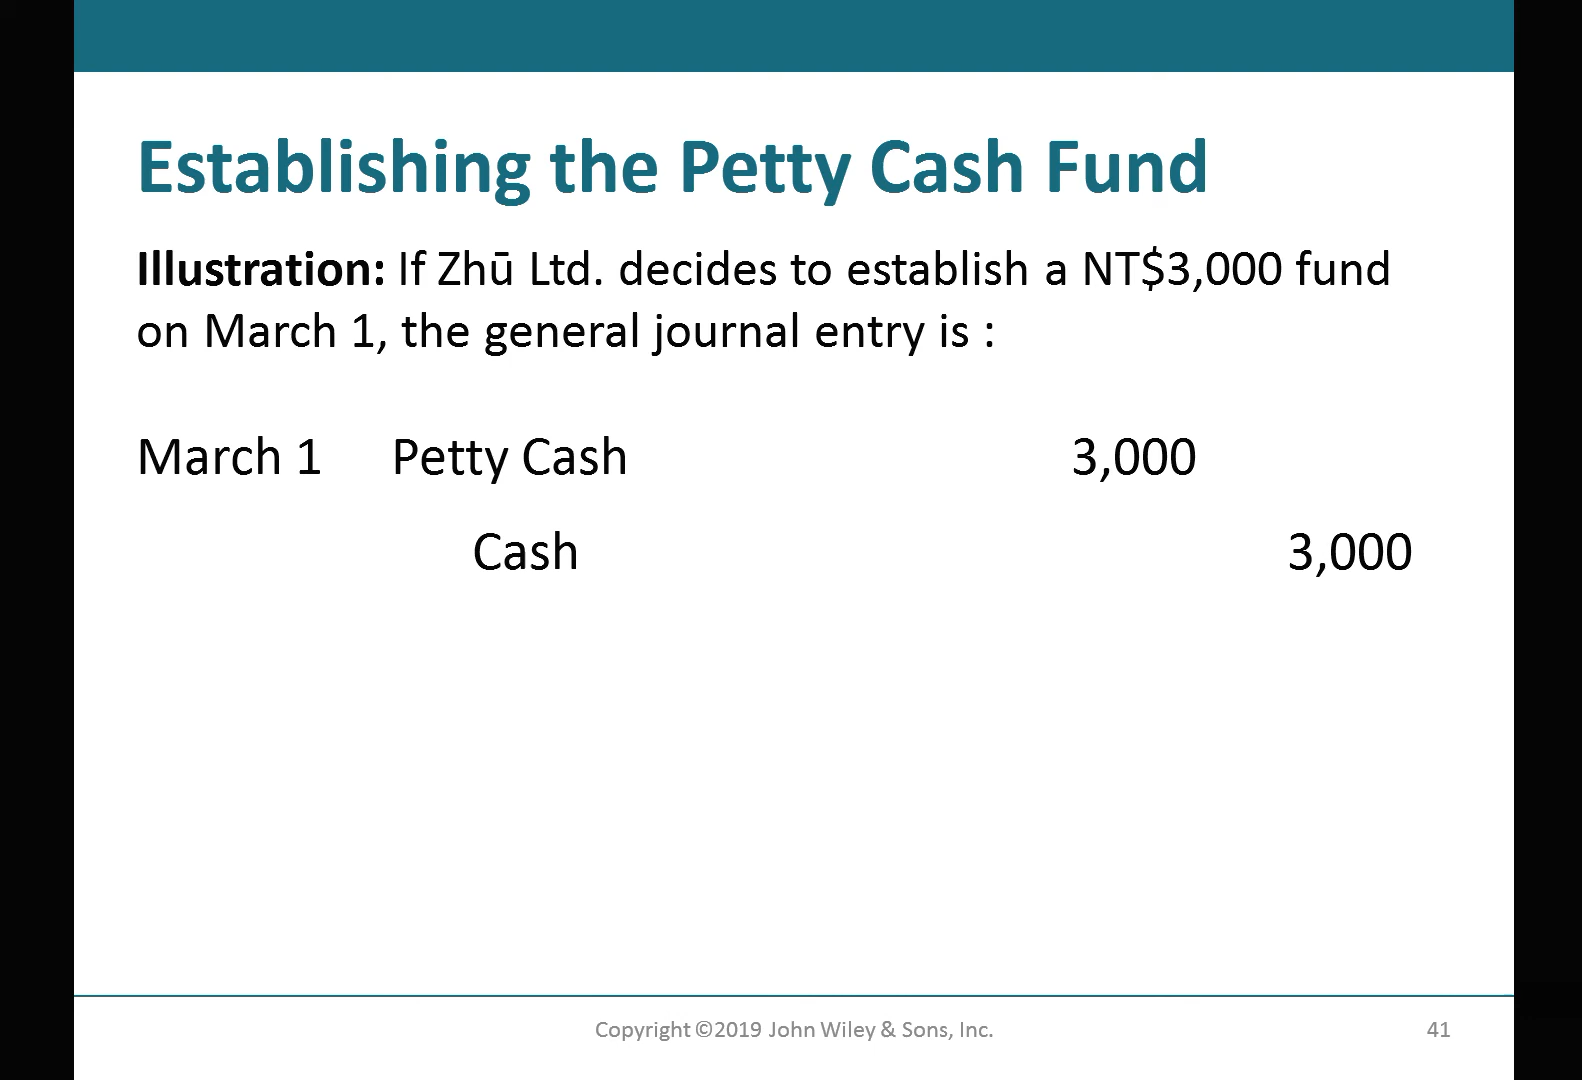 Establishing the Petty Cash Fund
Illustration: If Zhū Ltd. decides to establish a NT$3,000 fund
on March 1, the general journal entry is :
March 1 Petty Cash 3,000
Cash 3,000
Copyright ©2019 John Wiley & Sons, Inc. 41